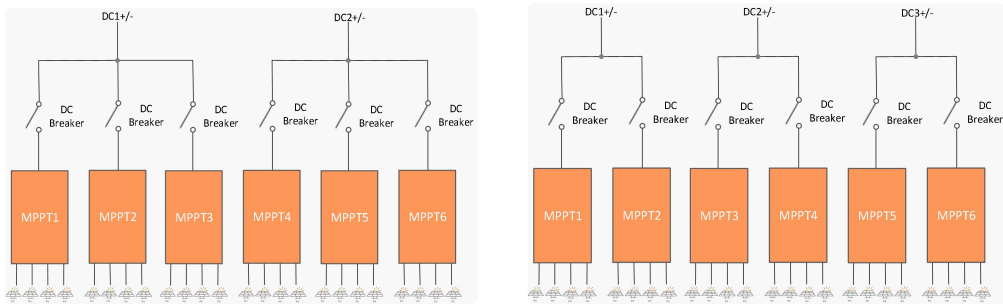 DC1+/-
DC2+/-
DC
Breaker
DC
Breaker
DC
Breaker
DC
Breaker
DC
Breaker
DC
Breaker
MPPT1
MPPT2
MPPT3
MPPT4
MPPT5
MPPT6
DC1+/-
DC2+/-
DC3+/-
DC
Breaker
DC
Breaker
DC
Breaker
DC
Breaker
DC
Breaker
DC
Breaker
MPPT1
MPPT2
MPPT3
MPPT4
MPPT5
MPPT6